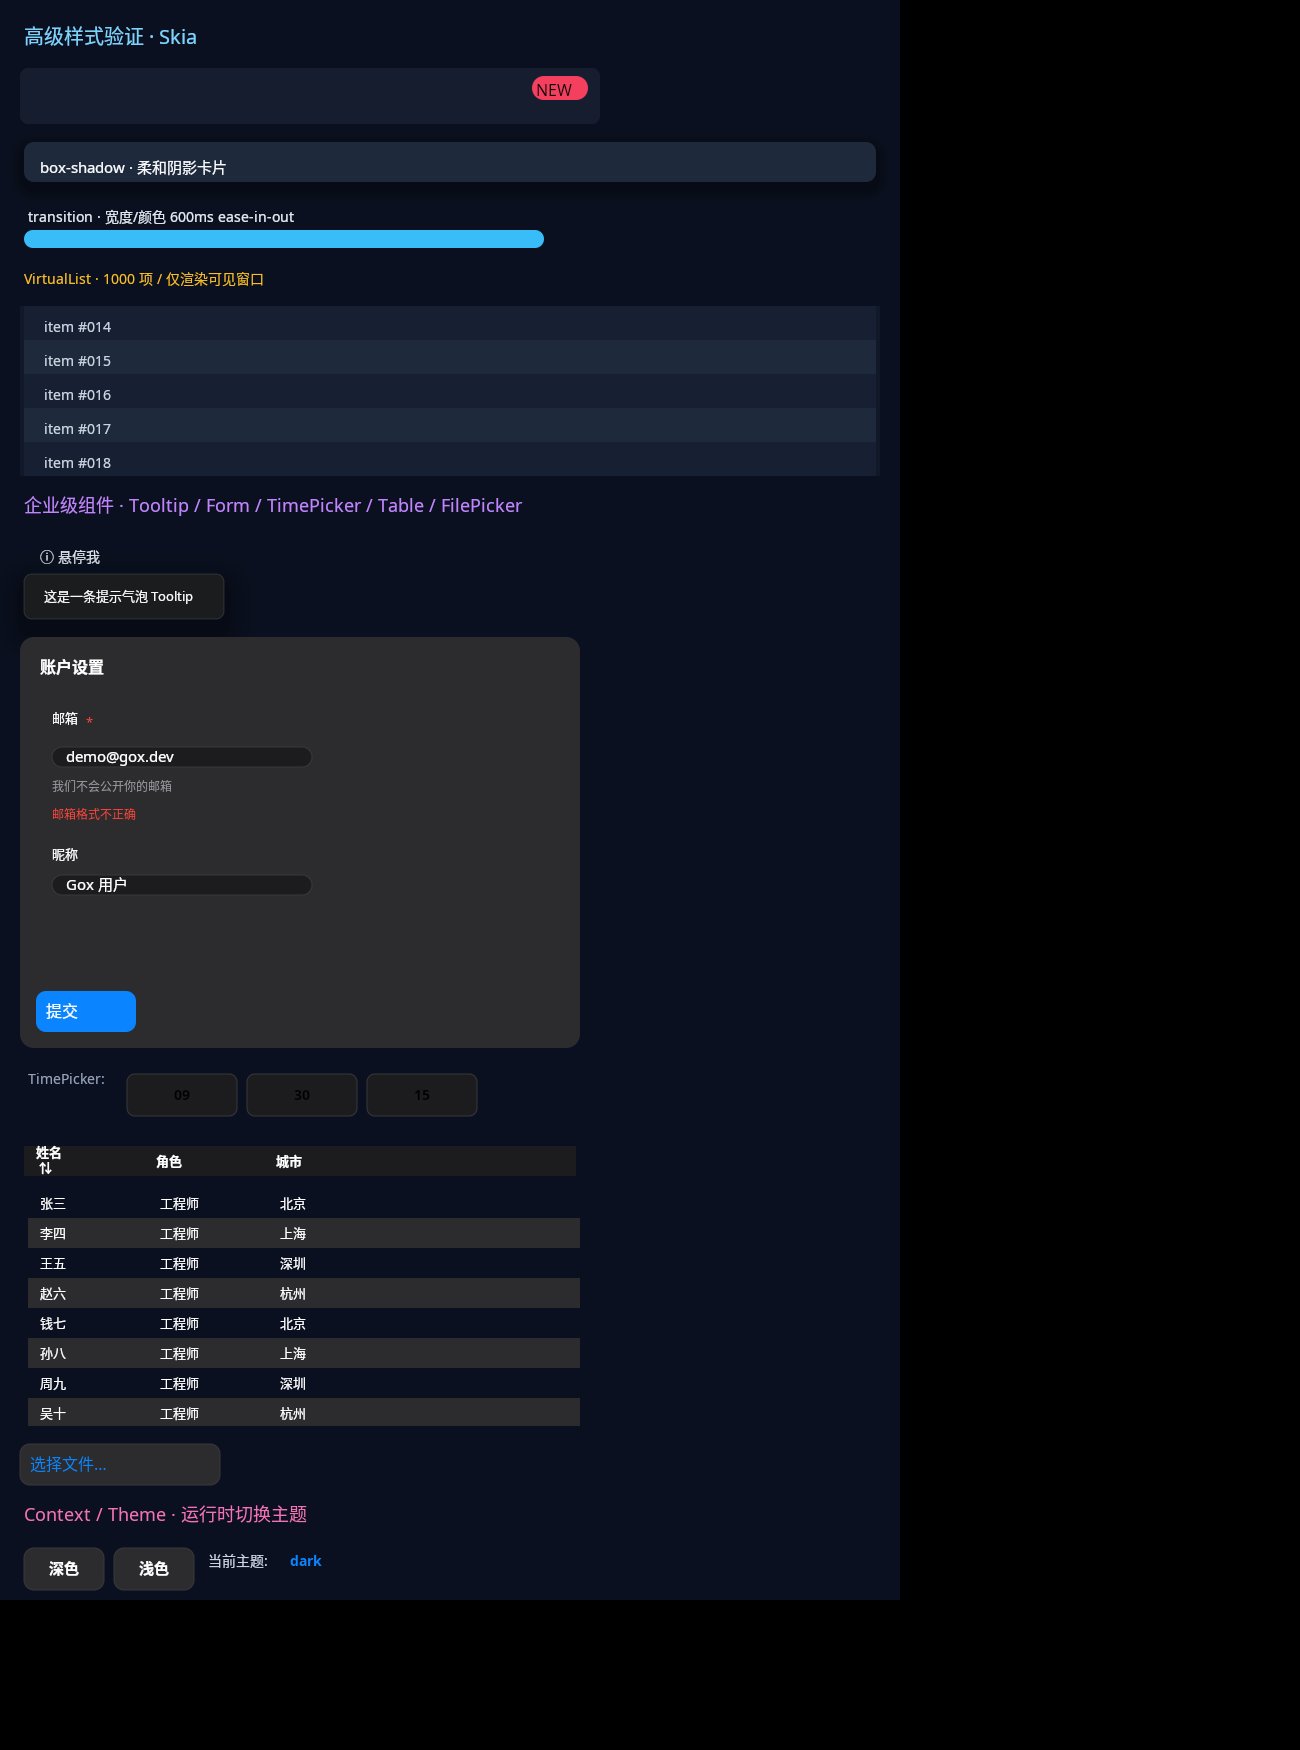 高级样式验证 · Skia
NEW
box-shadow · 柔和阴影卡片
transition · 宽度/颜色 600ms ease-in-out
VirtualList · 1000 项 / 仅渲染可见窗口
item #014
item #015
item #016
item #017
item #018
企业级组件 · Tooltip / Form / TimePicker / Table / FilePicker
ⓘ 悬停我
这是一条提示气泡 Tooltip
账户设置
邮箱 *
demo@gox.dev
我们不会公开你的邮箱
邮箱格式不正确
昵称
Gox 用户
提交
TimePicker: 09 30 15
姓名 ⇅ 角色 城市
张三 工程师 北京
李四 工程师 上海
王五 工程师 深圳
赵六 工程师 杭州
钱七 工程师 北京
孙八 工程师 上海
周九 工程师 深圳
吴十 工程师 杭州
选择文件...
Context / Theme · 运行时切换主题
深色 浅色 当前主题: dark